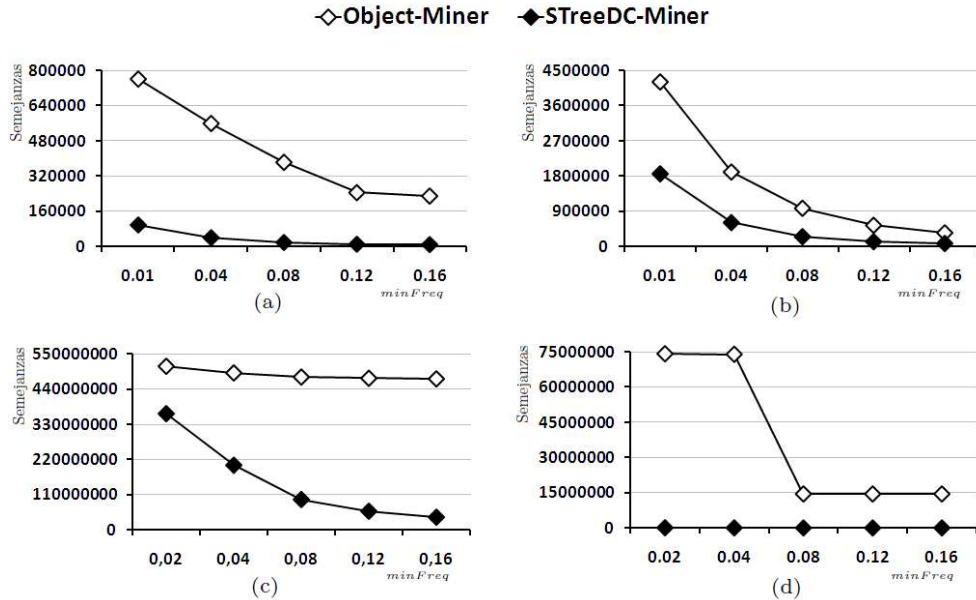 Object-Miner STreeDC-Miner
Semejanzas
800000
640000
480000
320000
160000
0
0.01 0.04 0.08 0.12 0.16
minFreq
(a)
Semejanzas
4500000
3600000
2700000
1800000
900000
0
0.01 0.04 0.08 0.12 0.16
minFreq
(b)
Semejanzas
550000000
440000000
330000000
220000000
110000000
0
0,02 0,04 0,08 0,12 0,16
minFreq
(c)
Semejanzas
75000000
60000000
45000000
30000000
15000000
0
0.02 0.04 0.08 0.12 0.16
minFreq
(d)